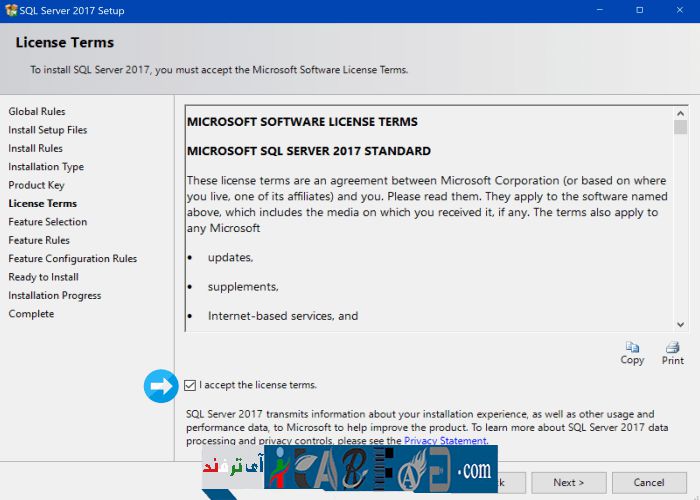 SQL Server 2017 Setup
License Terms
To install SQL Server 2017, you must accept the Microsoft Software License Terms.
Global Rules
Install Setup Files
Install Rules
Installation Type
Product Key
License Terms
Feature Selection
Feature Rules
Feature Configuration Rules
Ready to Install
Installation Progress
Complete
MICROSOFT SOFTWARE LICENSE TERMS
MICROSOFT SQL SERVER 2017 STANDARD
These license terms are an agreement between Microsoft Corporation (or based on where
you live, one of its affiliates) and you. Please read them. They apply to the software named
above, which includes the media on which you received it, if any. The terms also apply to
any Microsoft
• updates,
• supplements,
• Internet-based services, and
Copy Print
I accept the license terms.
SQL Server 2017 transmits information about your installation experience, as well as other usage and
performance data, to Microsoft to help improve the product. To learn more about SQL Server 2017 data
processing and privacy controls, please see the Privacy Statement.
آی ترفند
.com
Next > Cancel